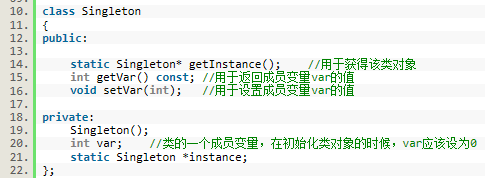 10. class Singleton
11. {
12. public:
13.
14. static Singleton* getInstance(); //用于获得该类对象
15. int getVar() const; //用于返回成员变量var的值
16. void setVar(int); //用于设置成员变量var的值
17.
18. private:
19. Singleton();
20. int var; //类的一个成员变量，在初始化类对象的时候，var应该设为0
21. static Singleton *instance;
22. };